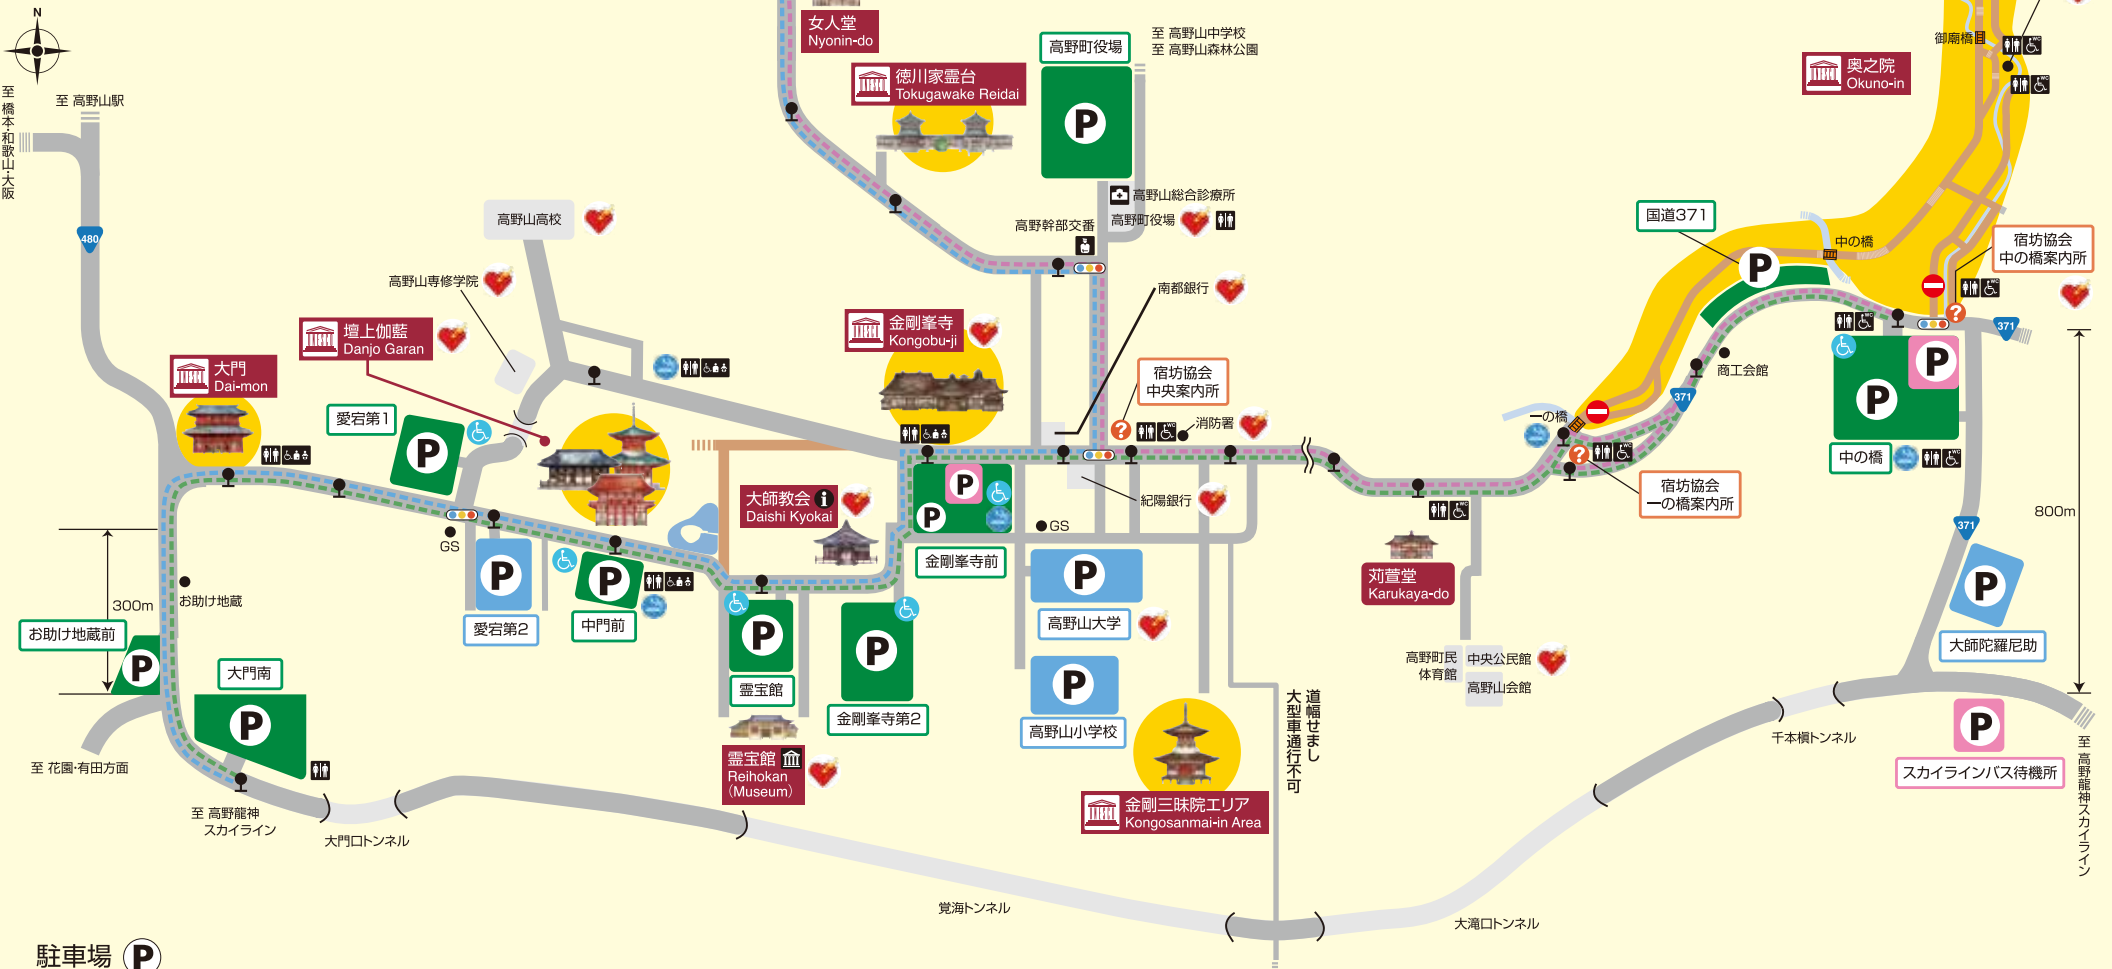 N
至 橋本・和歌山・大阪
至 高野山駅
480
女人堂
Nyonin-do
徳川家霊台
Tokugawake Reidai
高野町役場
P
至 高野山中学校
至 高野山森林公園
高野山総合診療所
高野町役場
高野幹部交番
南都銀行
高野山高校
高野山専修学院
壇上伽藍
Danjo Garan
大門
Dai-mon
愛宕第1
P
金剛峯寺
Kongobu-ji
宿坊協会
中央案内所
?
WC
消防署
大師教会 i
Daishi Kyokai
P
P
金剛峯寺前
紀陽銀行
GS
GS
P
愛宕第2
P
中門前
P
霊宝館
霊宝館
Reihokan
(Museum)
P
金剛峯寺第2
P
高野山大学
P
高野山小学校
金剛三昧院エリア
Kongosanmai-in Area
道幅せまし
大型車通行不可
お助け地蔵
300m
お助け地蔵前
P
大門南
P
至 花園・有田方面
至 高野龍神
スカイライン
大門口トンネル
覚海トンネル
大滝口トンネル
千本槇トンネル
苅萱堂
Karukaya-do
WC
高野町民
体育館
中央公民館
高野山会館
奥之院
Okuno-in
御廟橋
WC
WC
国道371
P
中の橋
宿坊協会
中の橋案内所
?
WC
371
371
商工会館
一の橋
?
WC
宿坊協会
一の橋案内所
WC
P
P
中の橋
WC
371
800m
P
大師陀羅尼助
P
スカイラインバス待機所
至 高野龍神スカイライン
駐車場 P